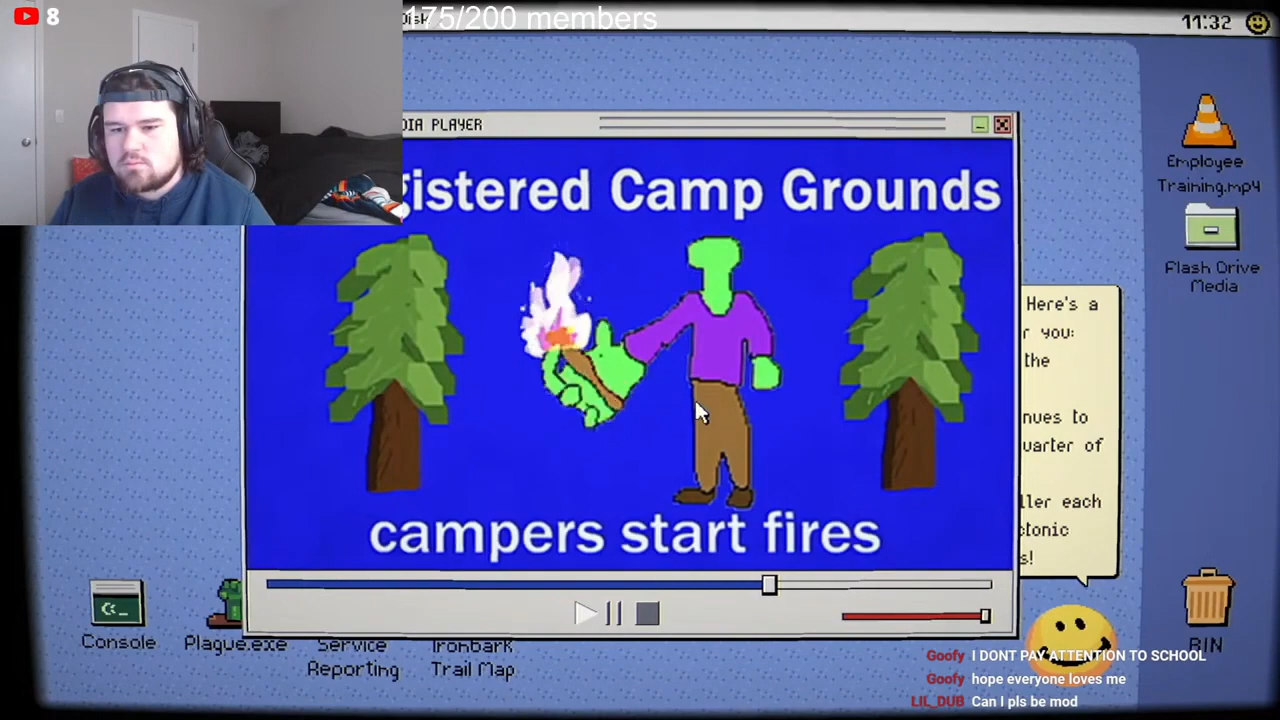 8
175/200 members
Disk
11:32
DIA PLAYER
gistered Camp Grounds
campers start fires
Employee
Training.mp4
Flash Drive
Media
Here's a
r you:
the
nues to
uarter of
ller each
ctonic
s!
Console
Plague.exe
Service
Reporting
Ironbark
Trail Map
BIN
Goofy I DONT PAY ATTENTION TO SCHOOL
Goofy hope everyone loves me
LIL_DUB Can I pls be mod